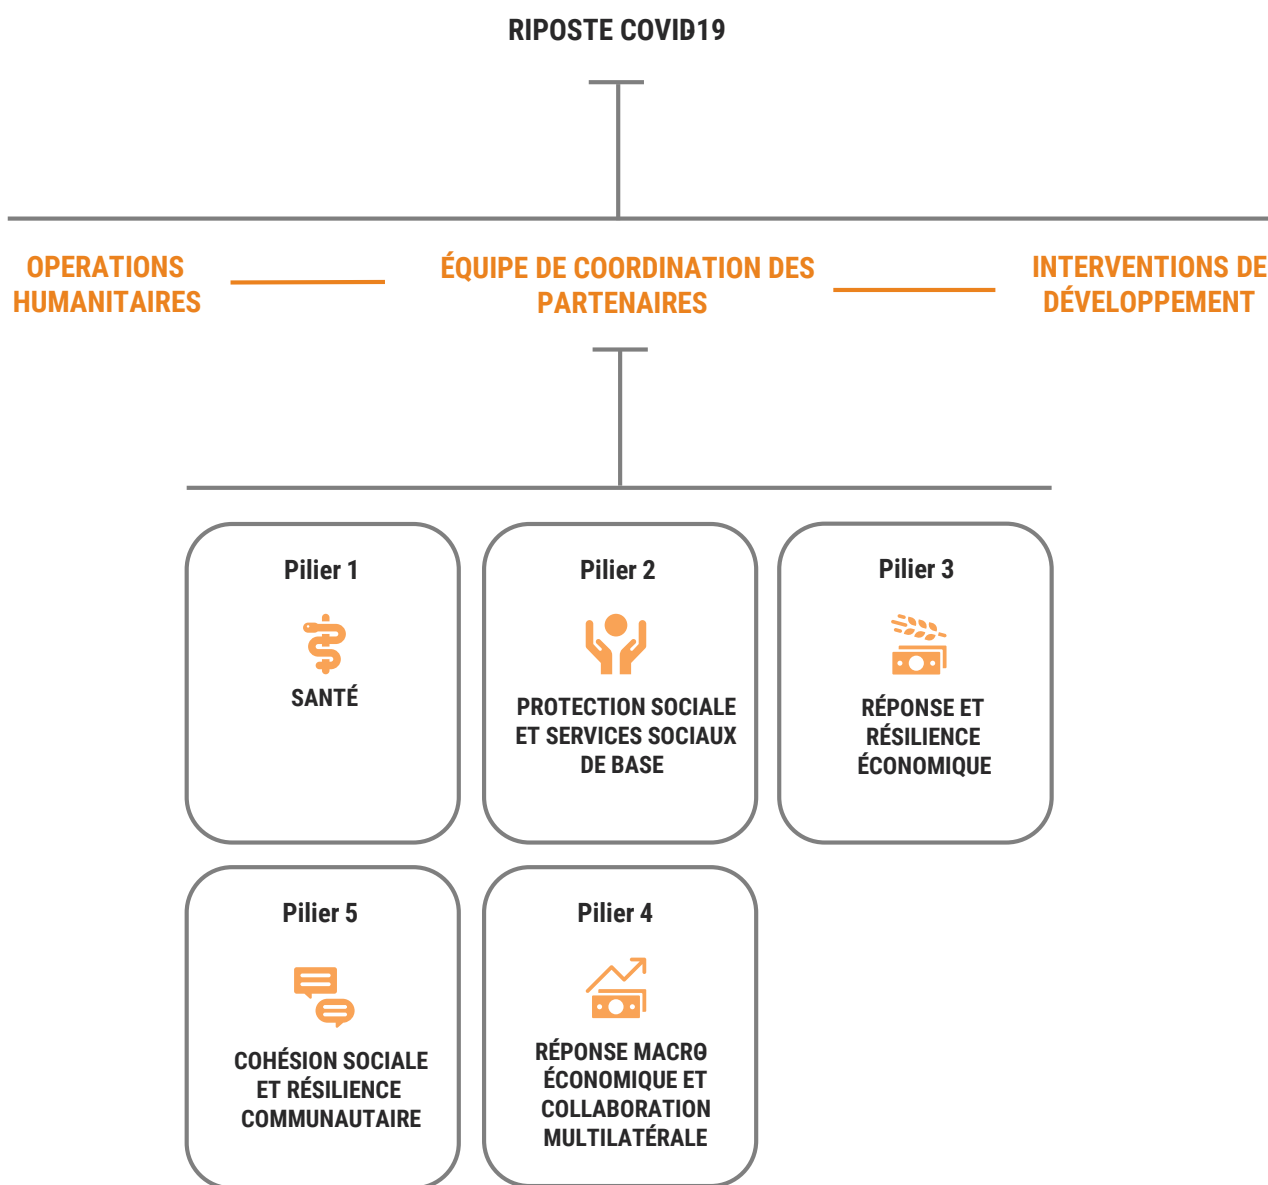 RIPOSTE COVID-19
OPERATIONS
HUMANITAIRES
ÉQUIPE DE COORDINATION DES
PARTENAIRES
INTERVENTIONS DE
DÉVELOPPEMENT
Pilier 1
SANTÉ
Pilier 2
PROTECTION SOCIALE
ET SERVICES SOCIAUX
DE BASE
Pilier 3
RÉPONSE ET
RÉSILIENCE
ÉCONOMIQUE
Pilier 5
COHÉSION SOCIALE
ET RÉSILIENCE
COMMUNAUTAIRE
Pilier 4
RÉPONSE MACRO-
ÉCONOMIQUE ET
COLLABORATION
MULTILATÉRALE